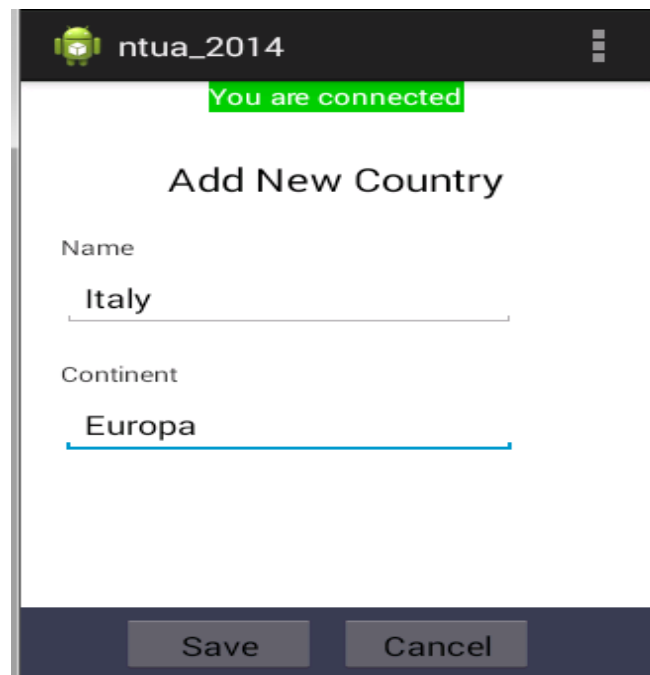 ntua_2014
You are connected
Add New Country
Name
Italy
Continent
Europa
Save Cancel